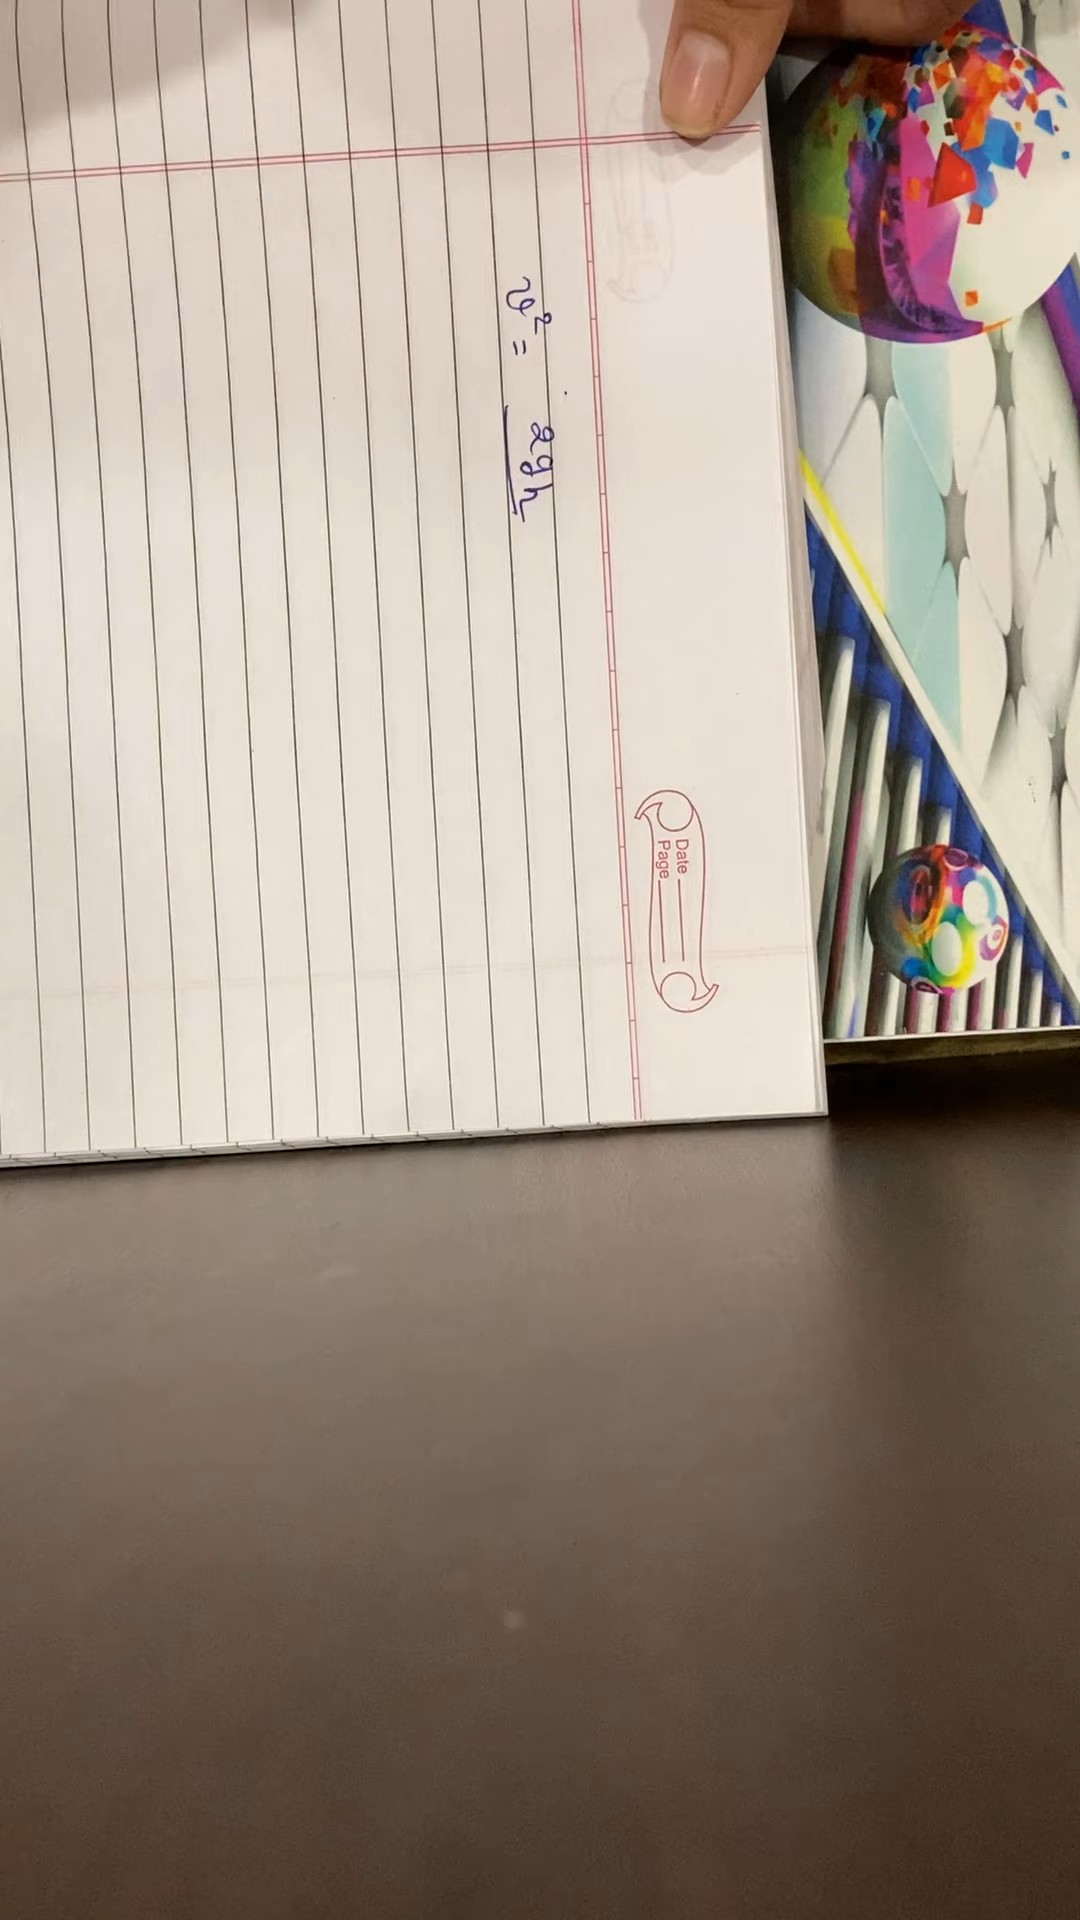 Date
Page
v² = 2gh